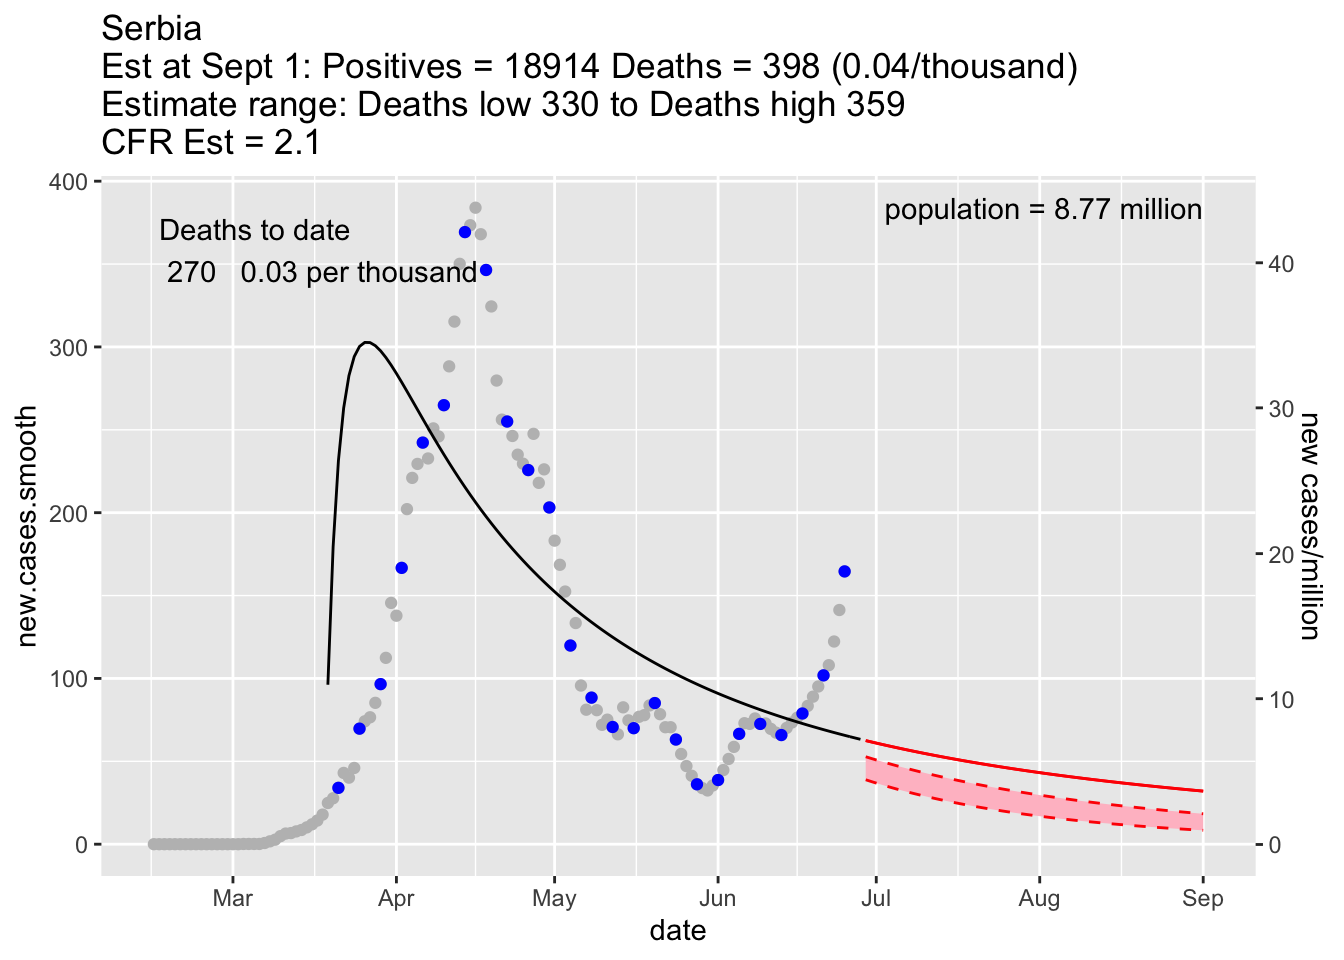 Serbia
Est at Sept 1: Positives = 18914 Deaths = 398 (0.04/thousand)
Estimate range: Deaths low 330 to Deaths high 359
CFR Est = 2.1
Deaths to date
270 0.03 per thousand
population = 8.77 million
400
300
200
100
0
new.cases.smooth
40
30
20
10
0
new cases/million
Mar Apr May Jun Jul Aug Sep
date